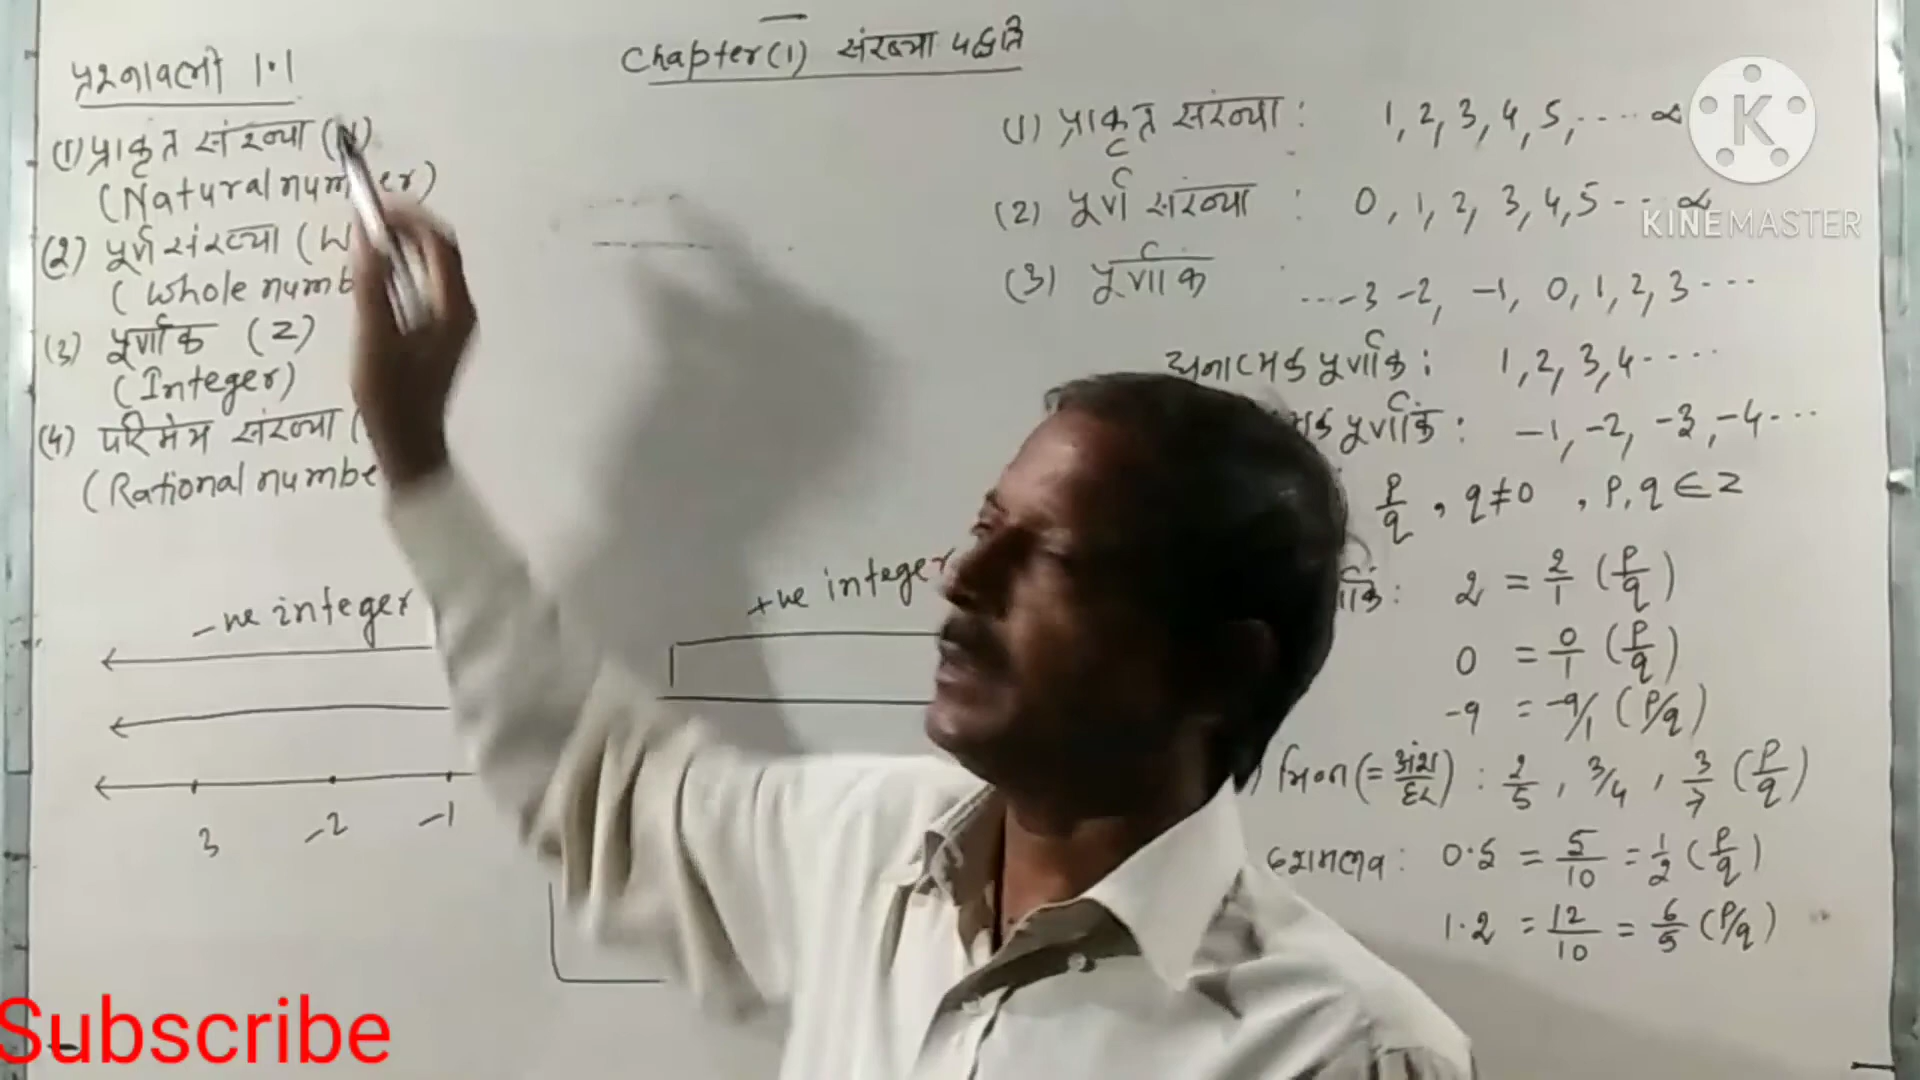 Chapter (1) संख्या पद्धति
प्रश्नावली 1.1
(1) प्राकृत संख्या (N)
(Natural number)
(2) पूर्ण संख्या (W
(Whole numb
(3) पूर्णांक (Z)
(Integer)
(4) परिमेय संख्या (
(Rational numbe
-ve integer
+ve integer
3 -2 -1
(1) प्राकृत संख्या : 1, 2, 3, 4, 5, .... ∝
(2) पूर्ण संख्या : 0, 1, 2, 3, 4, 5 ... ∝
(3) पूर्णांक : ...-3 -2, -1, 0, 1, 2, 3 ...
धनात्मक पूर्णांक : 1, 2, 3, 4 ....
पूर्णांक : -1, -2, -3, -4 ...
p/q , q≠0 , p, q ∈ Z
2 = 2/1 (p/q)
0 = 0/1 (p/q)
-9 = -9/1 (p/q)
भिन्न (= अंश/हर) : 2/5 , 3/4 , 3/7 (p/q)
दशमलव : 0.5 = 5/10 = 1/2 (p/q)
1.2 = 12/10 = 6/5 (p/q)
K
KINEMASTER
Subscribe